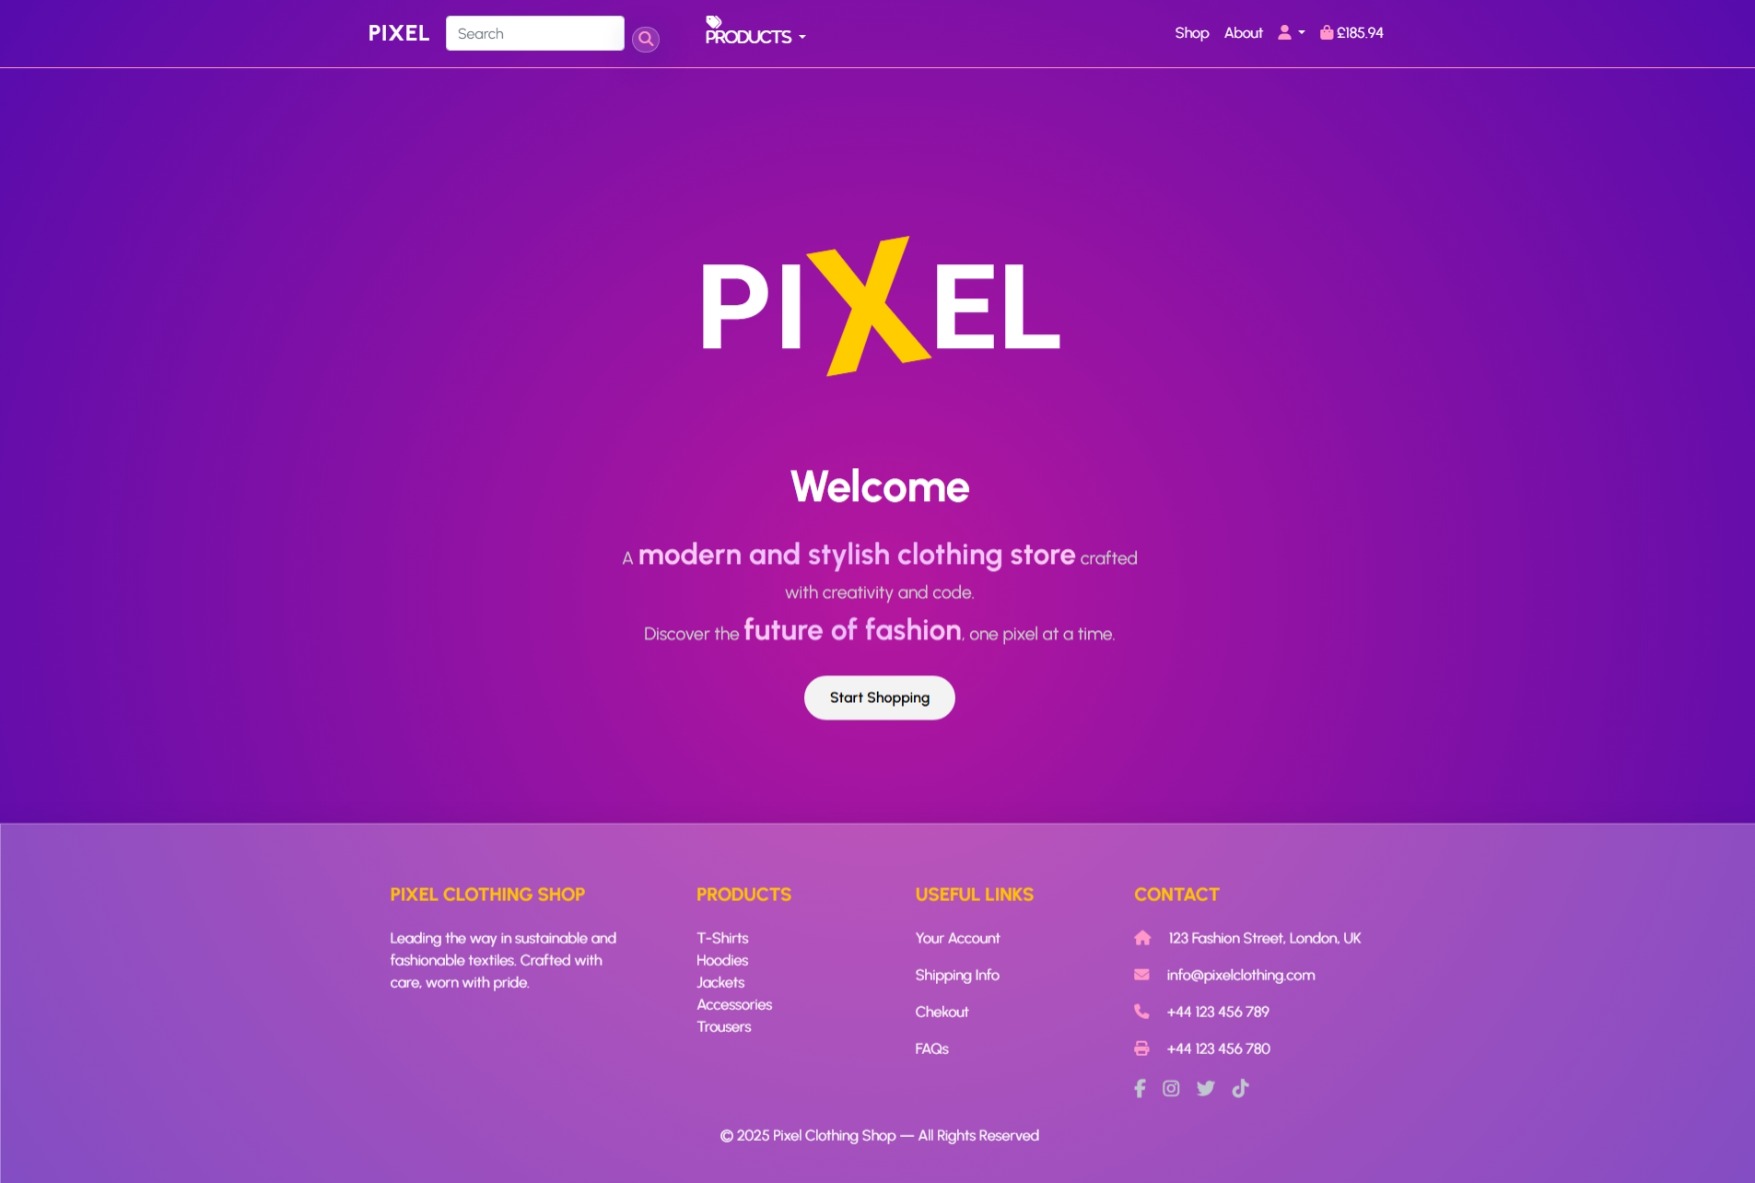 PIXEL
Search
PRODUCTS
Shop
About
£185.94
PIXEL
Welcome
A modern and stylish clothing store crafted
with creativity and code.
Discover the future of fashion, one pixel at a time.
Start Shopping
PIXEL CLOTHING SHOP
Leading the way in sustainable and
fashionable textiles. Crafted with
care, worn with pride.
PRODUCTS
T-Shirts
Hoodies
Jackets
Accessories
Trousers
USEFUL LINKS
Your Account
Shipping Info
Chekout
FAQs
CONTACT
123 Fashion Street, London, UK
info@pixelclothing.com
+44 123 456 789
+44 123 456 780
© 2025 Pixel Clothing Shop — All Rights Reserved